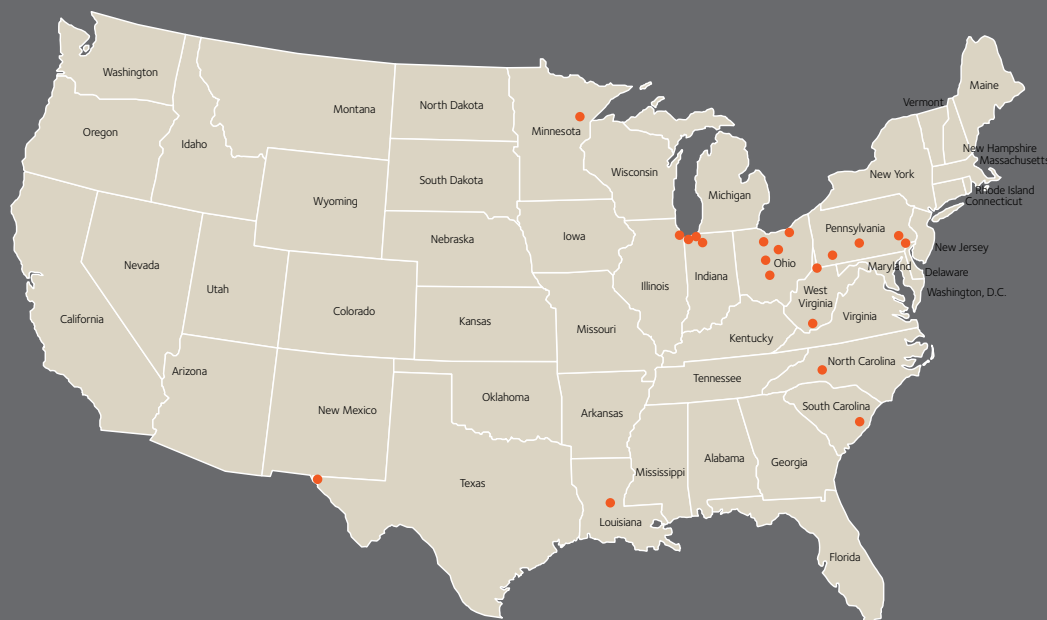 Washington
Maine
Montana
North Dakota
Vermont
Oregon
Minnesota
Idaho
New Hampshire
Massachusetts
Wisconsin
New York
South Dakota
Michigan
Rhode Island
Wyoming
Connecticut
Pennsylvania
Nebraska
Iowa
New Jersey
Nevada
Ohio
Maryland
Indiana
Delaware
Utah
Illinois
West
Virginia
Washington, D.C.
Colorado
California
Kansas
Virginia
Missouri
Kentucky
North Carolina
Arizona
Tennessee
Oklahoma
South Carolina
New Mexico
Arkansas
Alabama
Georgia
Mississippi
Texas
Louisiana
Florida